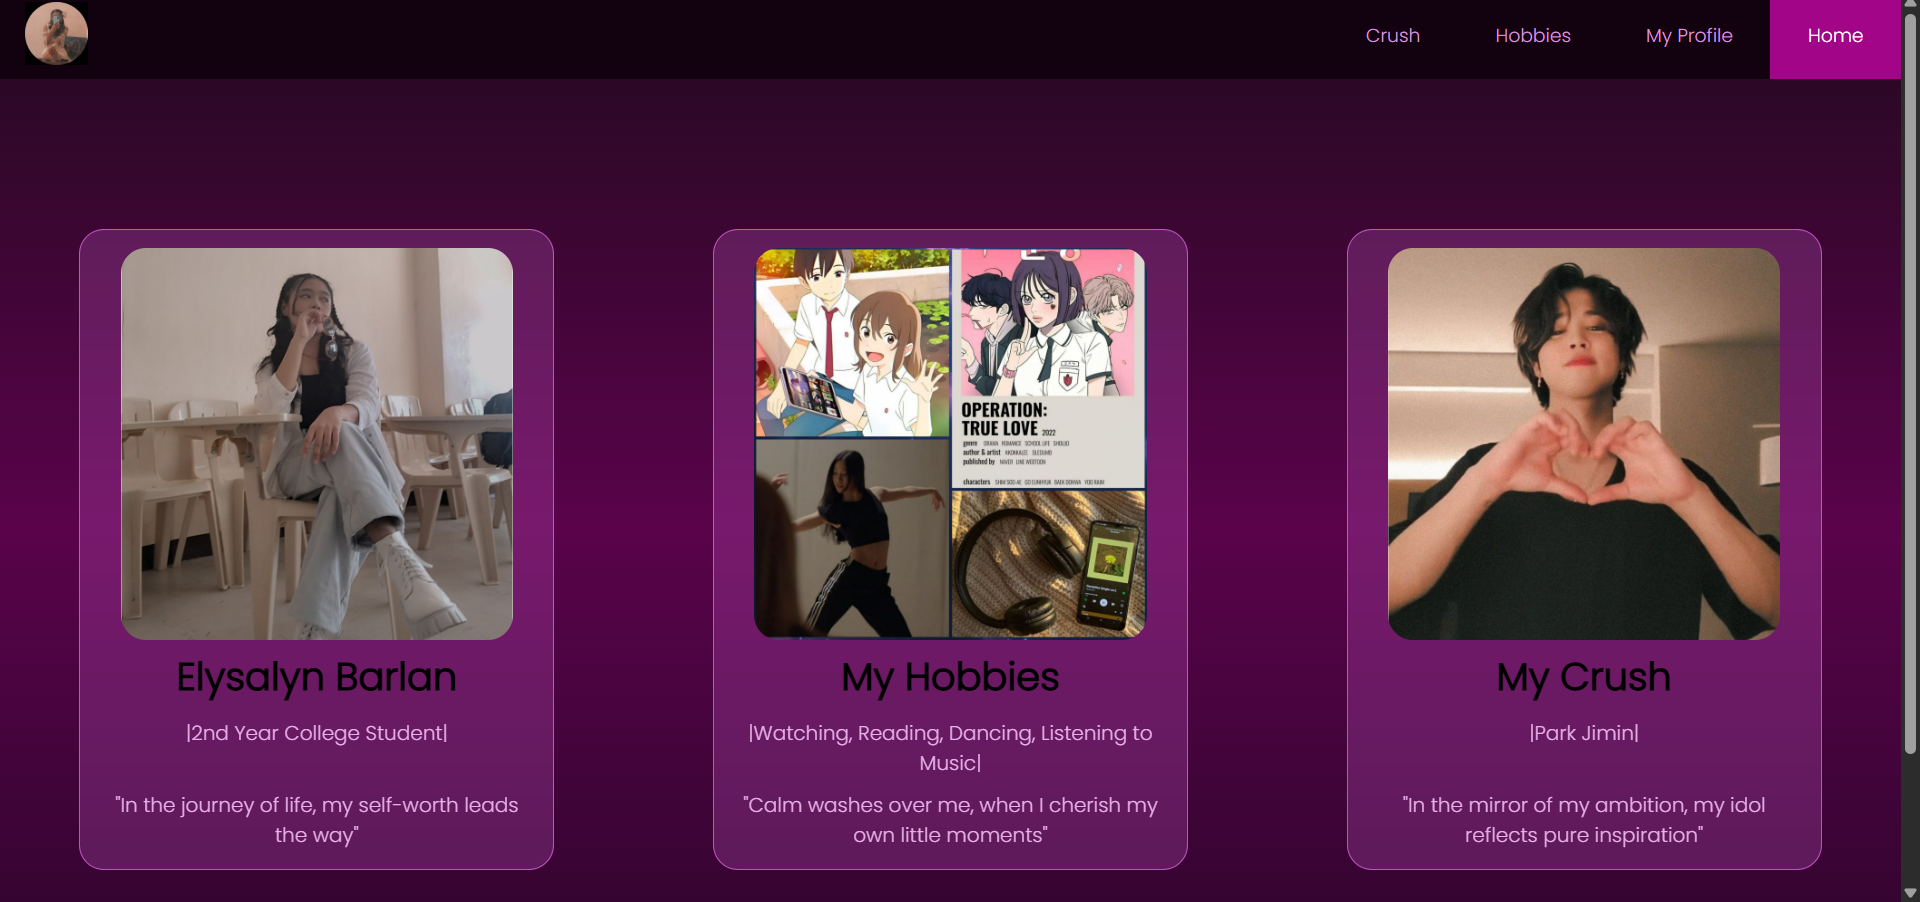 Crush
Hobbies
My Profile
Home
Elysalyn Barlan
|2nd Year College Student|
"In the journey of life, my self-worth leads
the way"
OPERATION:
TRUE LOVE 2022
genre DRAMA ROMANCE SCHOOL LIFE SHOUJO
author & artist
published by NAVER LINE WEBTOON
characters
My Hobbies
|Watching, Reading, Dancing, Listening to
Music|
"Calm washes over me, when I cherish my
own little moments"
My Crush
|Park Jimin|
"In the mirror of my ambition, my idol
reflects pure inspiration"